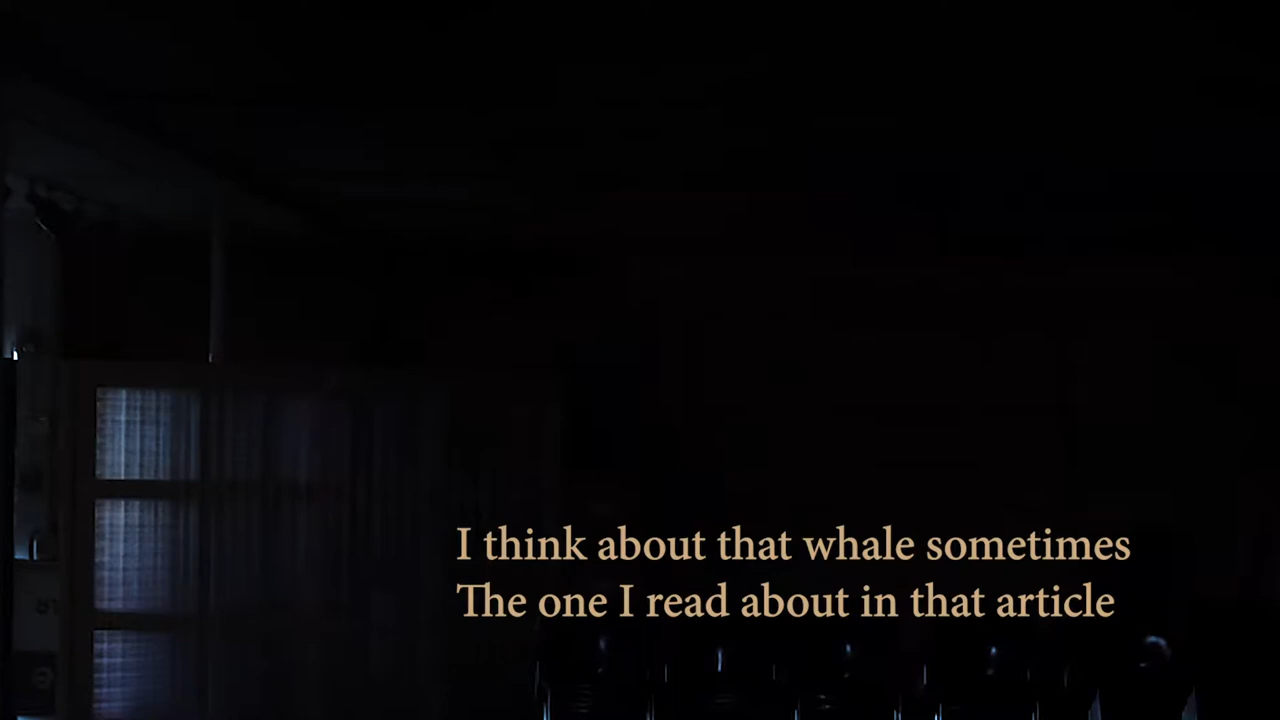 I think about that whale sometimes
The one I read about in that article